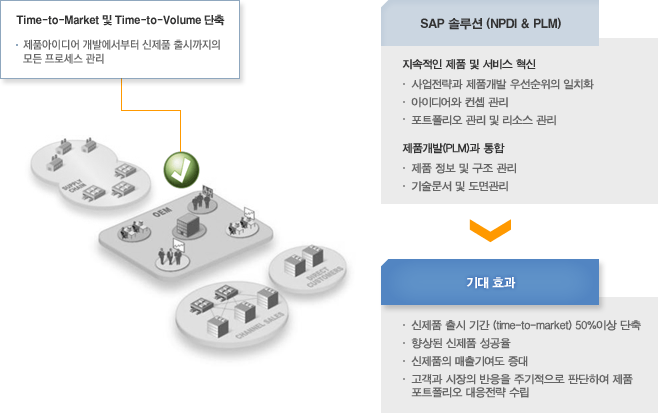 Time-to-Market 및 Time-to-Volume 단축
· 제품아이디어 개발에서부터 신제품 출시까지의
모든 프로세스 관리
SUPPLY
CHAIN
OEM
DIRECT
CUSTOMERS
CHANNEL SALES
SAP 솔루션 (NPDI & PLM)
지속적인 제품 및 서비스 혁신
· 사업전략과 제품개발 우선순위의 일치화
· 아이디어와 컨셉 관리
· 포트폴리오 관리 및 리소스 관리
제품개발(PLM)과 통합
· 제품 정보 및 구조 관리
· 기술문서 및 도면관리
기대 효과
· 신제품 출시 기간 (time-to-market) 50%이상 단축
· 향상된 신제품 성공율
· 신제품의 매출기여도 증대
· 고객과 시장의 반응을 주기적으로 판단하여 제품
포트폴리오 대응전략 수립